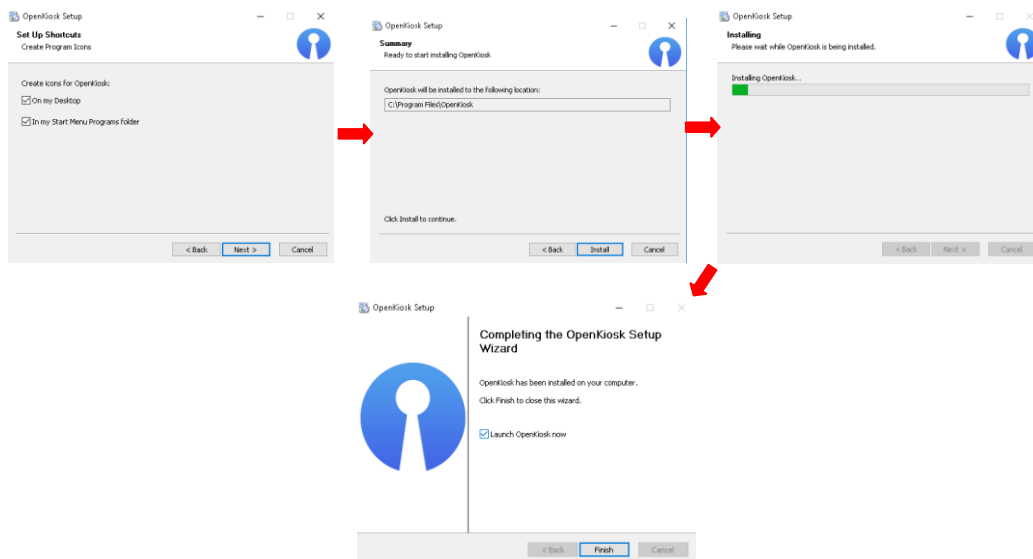 OpenKiosk Setup
Set Up Shortcuts
Create Program Icons
Create icons for OpenKiosk:
On my Desktop
In my Start Menu Programs folder
< Back
Next >
Cancel
OpenKiosk Setup
Summary
Ready to start installing OpenKiosk.
OpenKiosk will be installed to the following location:
C:\Program Files\OpenKiosk
Click Install to continue.
< Back
Install
Cancel
OpenKiosk Setup
Installing
Please wait while OpenKiosk is being installed.
Installing OpenKiosk...
< Back
Next >
Cancel
OpenKiosk Setup
Completing the OpenKiosk Setup
Wizard
OpenKiosk has been installed on your computer.
Click Finish to close this wizard.
Launch OpenKiosk now
< Back
Finish
Cancel